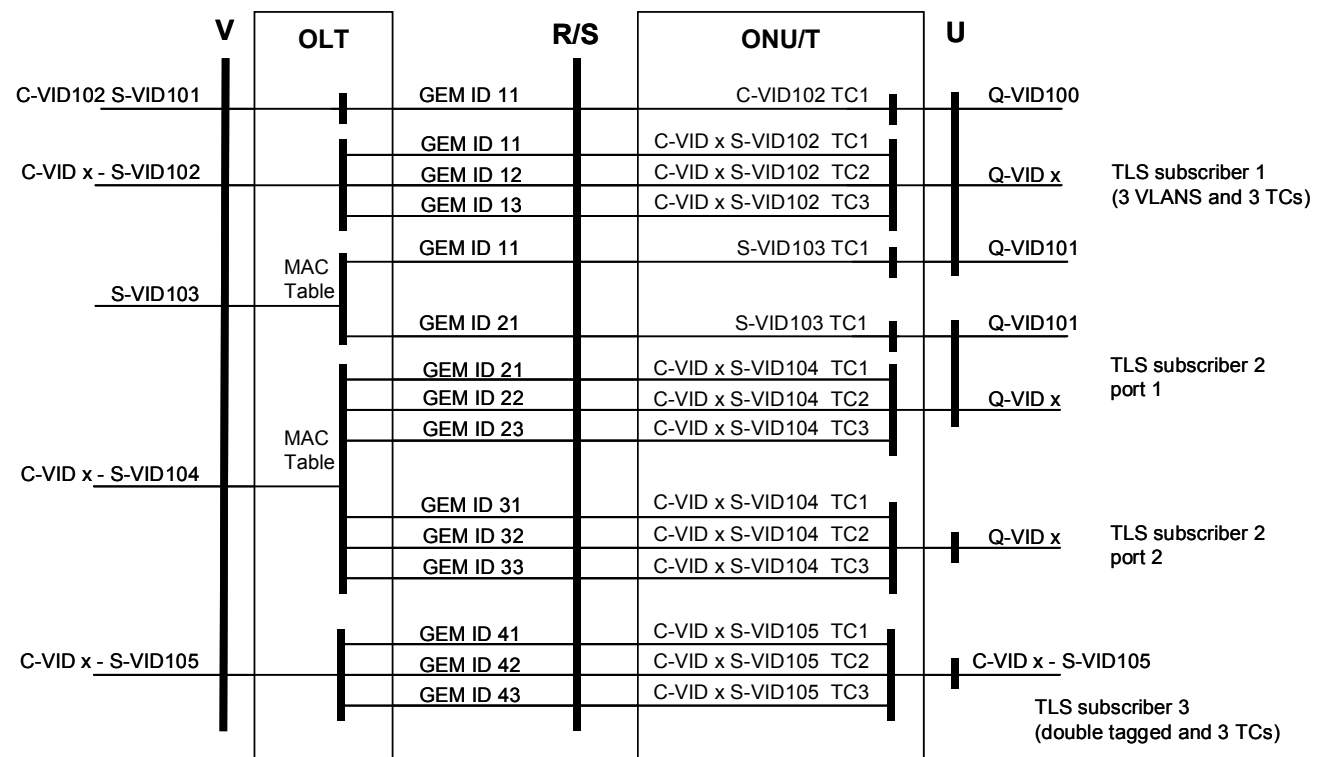 V OLT R/S ONU/T U
C-VID102 S-VID101 GEM ID 11 C-VID102 TC1 Q-VID100
GEM ID 11 C-VID x S-VID102 TC1
C-VID x - S-VID102 GEM ID 12 C-VID x S-VID102 TC2 Q-VID x TLS subscriber 1
GEM ID 13 C-VID x S-VID102 TC3 (3 VLANS and 3 TCs)
GEM ID 11 S-VID103 TC1 Q-VID101
MAC
Table
S-VID103
GEM ID 21 S-VID103 TC1 Q-VID101
GEM ID 21 C-VID x S-VID104 TC1 TLS subscriber 2
GEM ID 22 C-VID x S-VID104 TC2 Q-VID x port 1
GEM ID 23 C-VID x S-VID104 TC3
MAC
Table
C-VID x - S-VID104
GEM ID 31 C-VID x S-VID104 TC1
GEM ID 32 C-VID x S-VID104 TC2 Q-VID x TLS subscriber 2
GEM ID 33 C-VID x S-VID104 TC3 port 2
GEM ID 41 C-VID x S-VID105 TC1
C-VID x - S-VID105 GEM ID 42 C-VID x S-VID105 TC2 C-VID x - S-VID105
GEM ID 43 C-VID x S-VID105 TC3
TLS subscriber 3
(double tagged and 3 TCs)